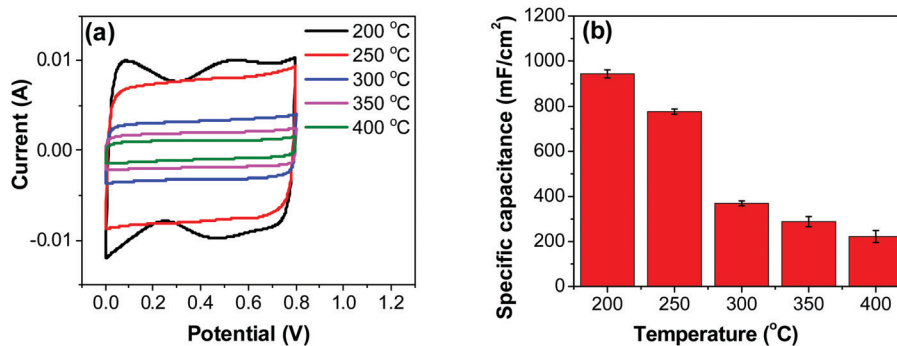 (a)
200 °C
250 °C
300 °C
350 °C
400 °C
Current (A)
0.01
0.00
-0.01
0.0 0.2 0.4 0.6 0.8 1.0 1.2
Potential (V)
(b)
Specific capacitance (mF/cm²)
1200
1000
800
600
400
200
0
200 250 300 350 400
Temperature (°C)